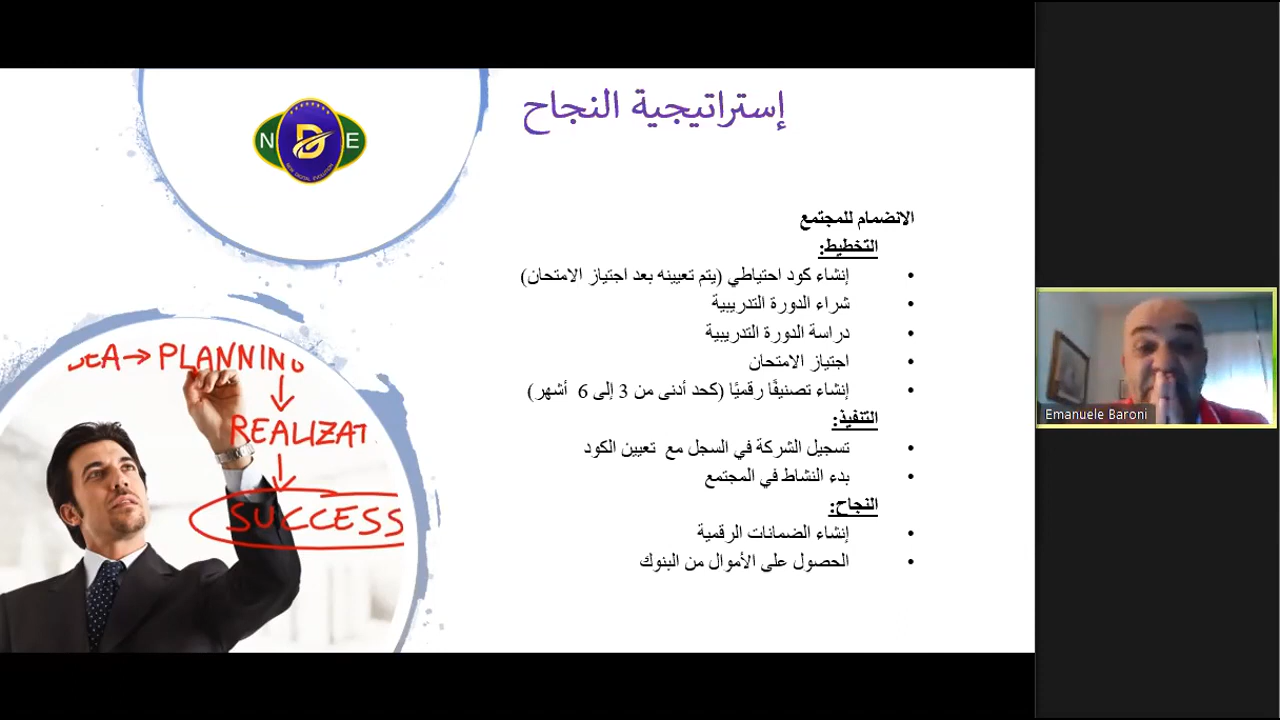 إستراتيجية النجاح
N D E
NEW DIGITAL EVOLUTION
الانضمام للمجتمع
التخطيط:
• إنشاء كود احتياطي (يتم تعيينه بعد اجتياز الامتحان)
• شراء الدورة التدريبية
• دراسة الدورة التدريبية
• اجتياز الامتحان
• إنشاء تصنيفًا رقميًا (كحد أدنى من 3 إلى 6 أشهر)
التنفيذ:
• تسجيل الشركة في السجل مع تعيين الكود
• بدء النشاط في المجتمع
النجاح:
• إنشاء الضمانات الرقمية
• الحصول على الأموال من البنوك
PLANNING
REALIZAT
SUCCESS
Emanuele Baroni